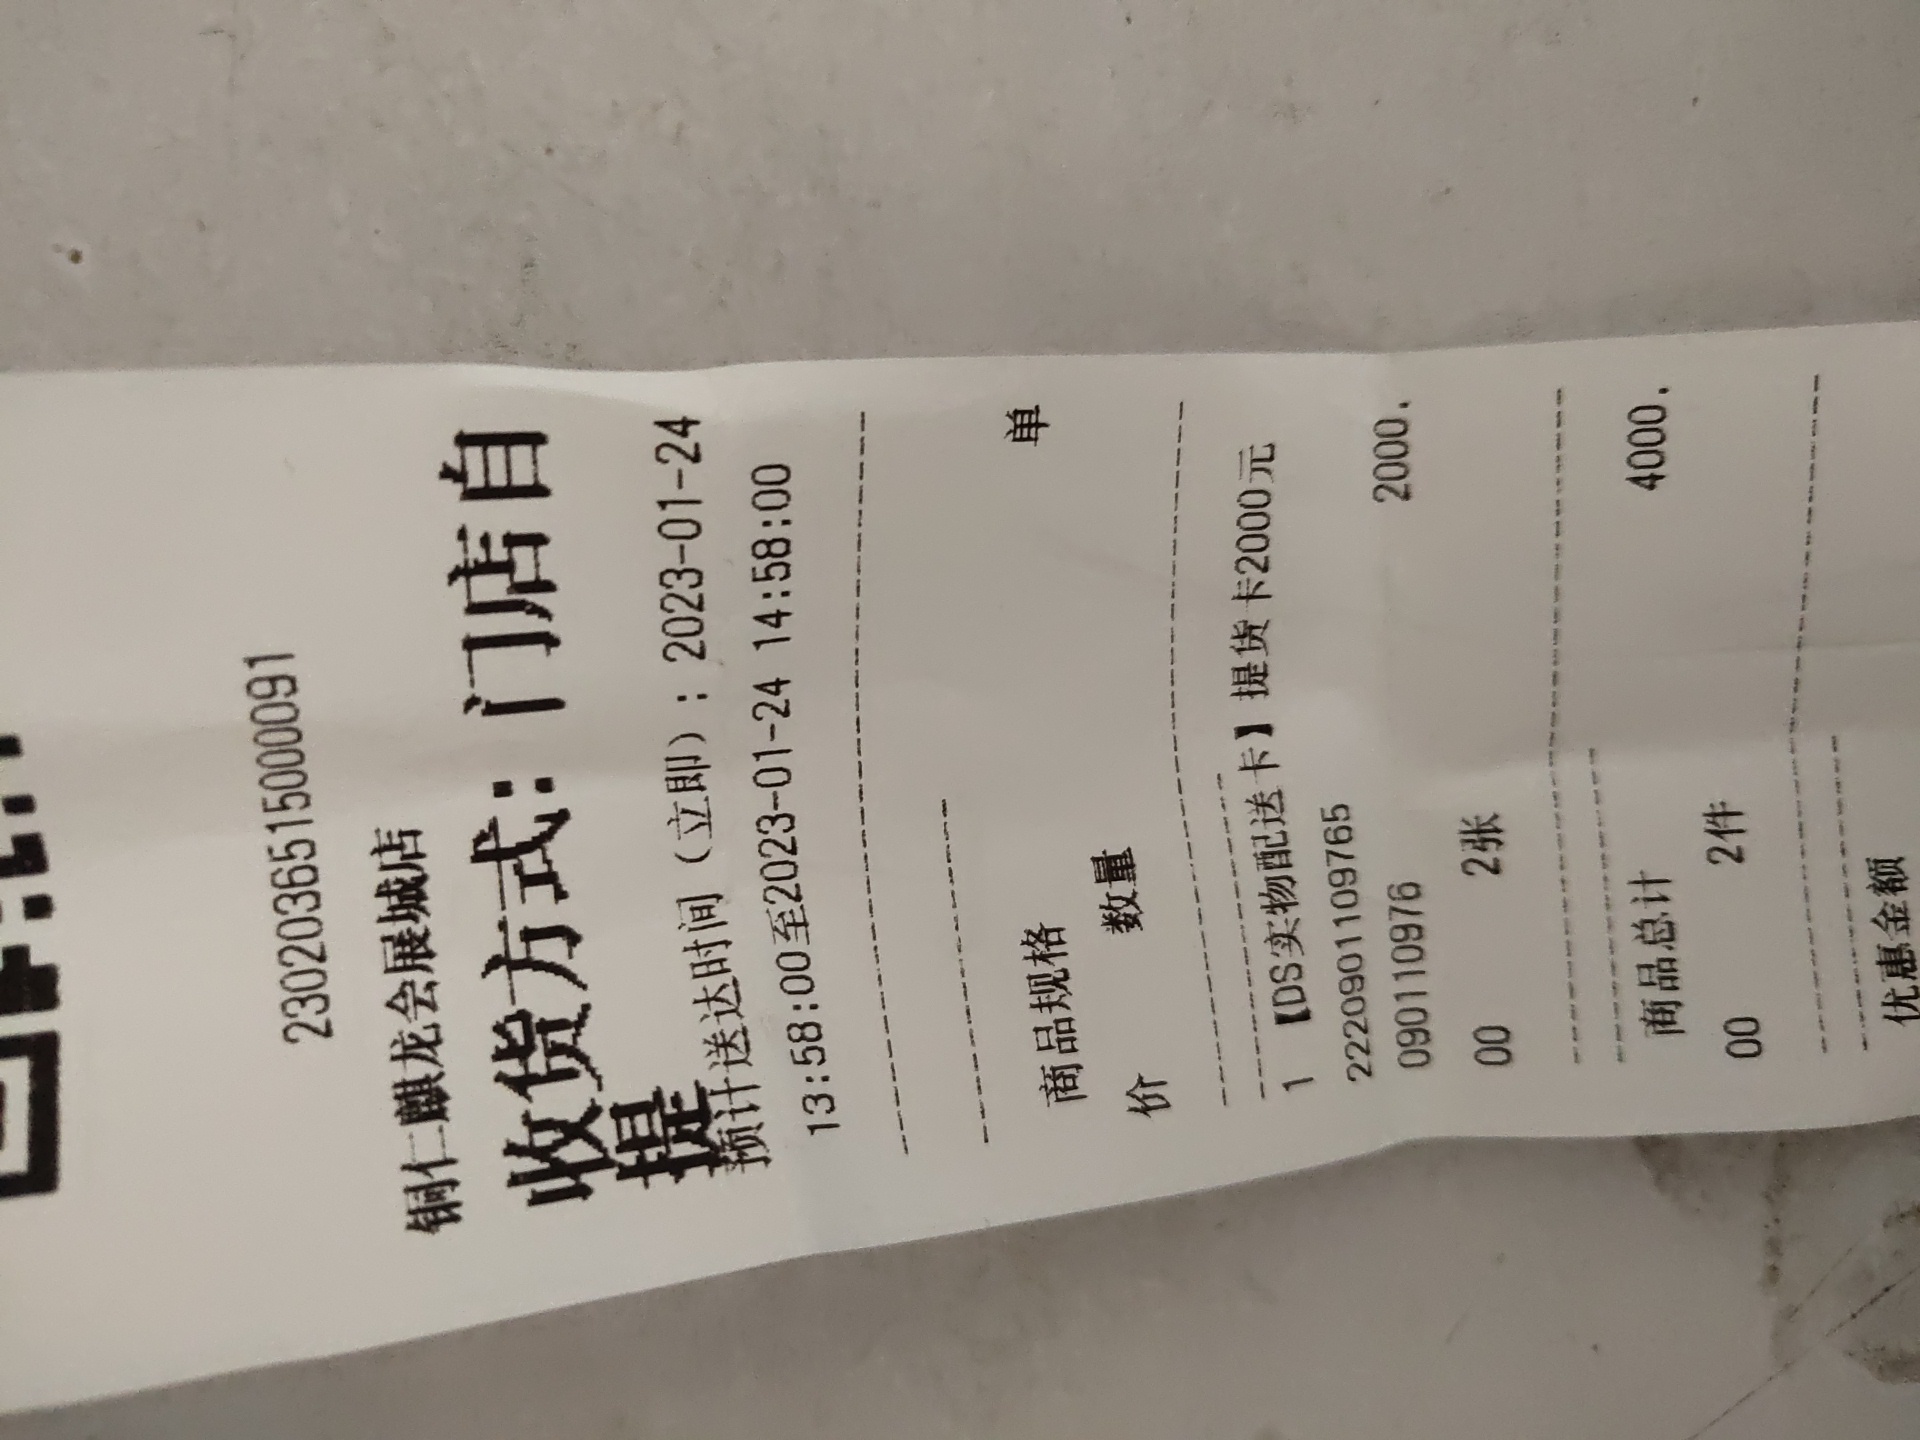 2302036515000091
铜仁麒龙会展城店
收货方式：门店自
提
预计送达时间（立即）：2023-01-24
13:58:00至2023-01-24 14:58:00
商品规格 单
价 数量
1 【DS实物配送卡】提货卡2000元
2220901109765
0901109976 2000.
00 2张
商品总计 4000.
00 2件
优惠金额